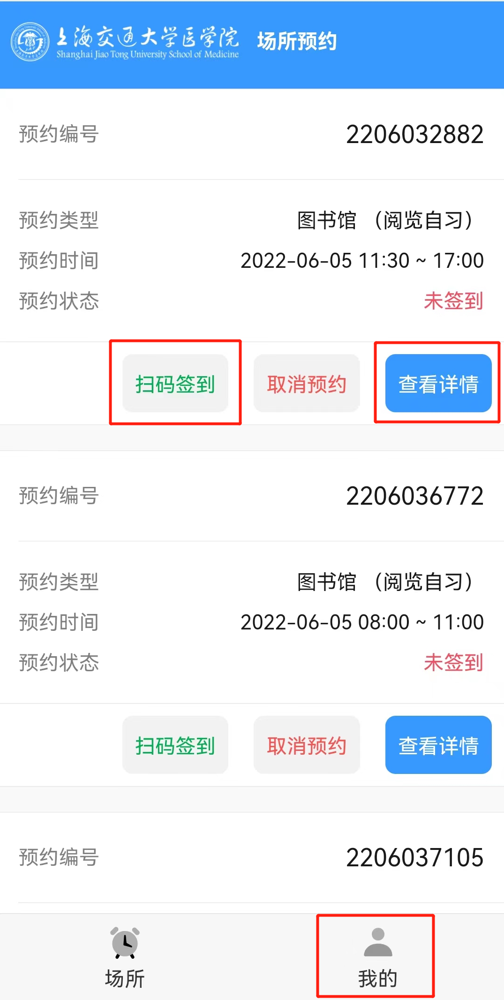 上海交通大学医学院 场所预约
Shanghai Jiao Tong University School of Medicine
预约编号 2206032882
预约类型 图书馆 （阅览自习）
预约时间 2022-06-05 11:30 ~ 17:00
预约状态 未签到
扫码签到 取消预约 查看详情
预约编号 2206036772
预约类型 图书馆 （阅览自习）
预约时间 2022-06-05 08:00 ~ 11:00
预约状态 未签到
扫码签到 取消预约 查看详情
预约编号 2206037105
场所 我的